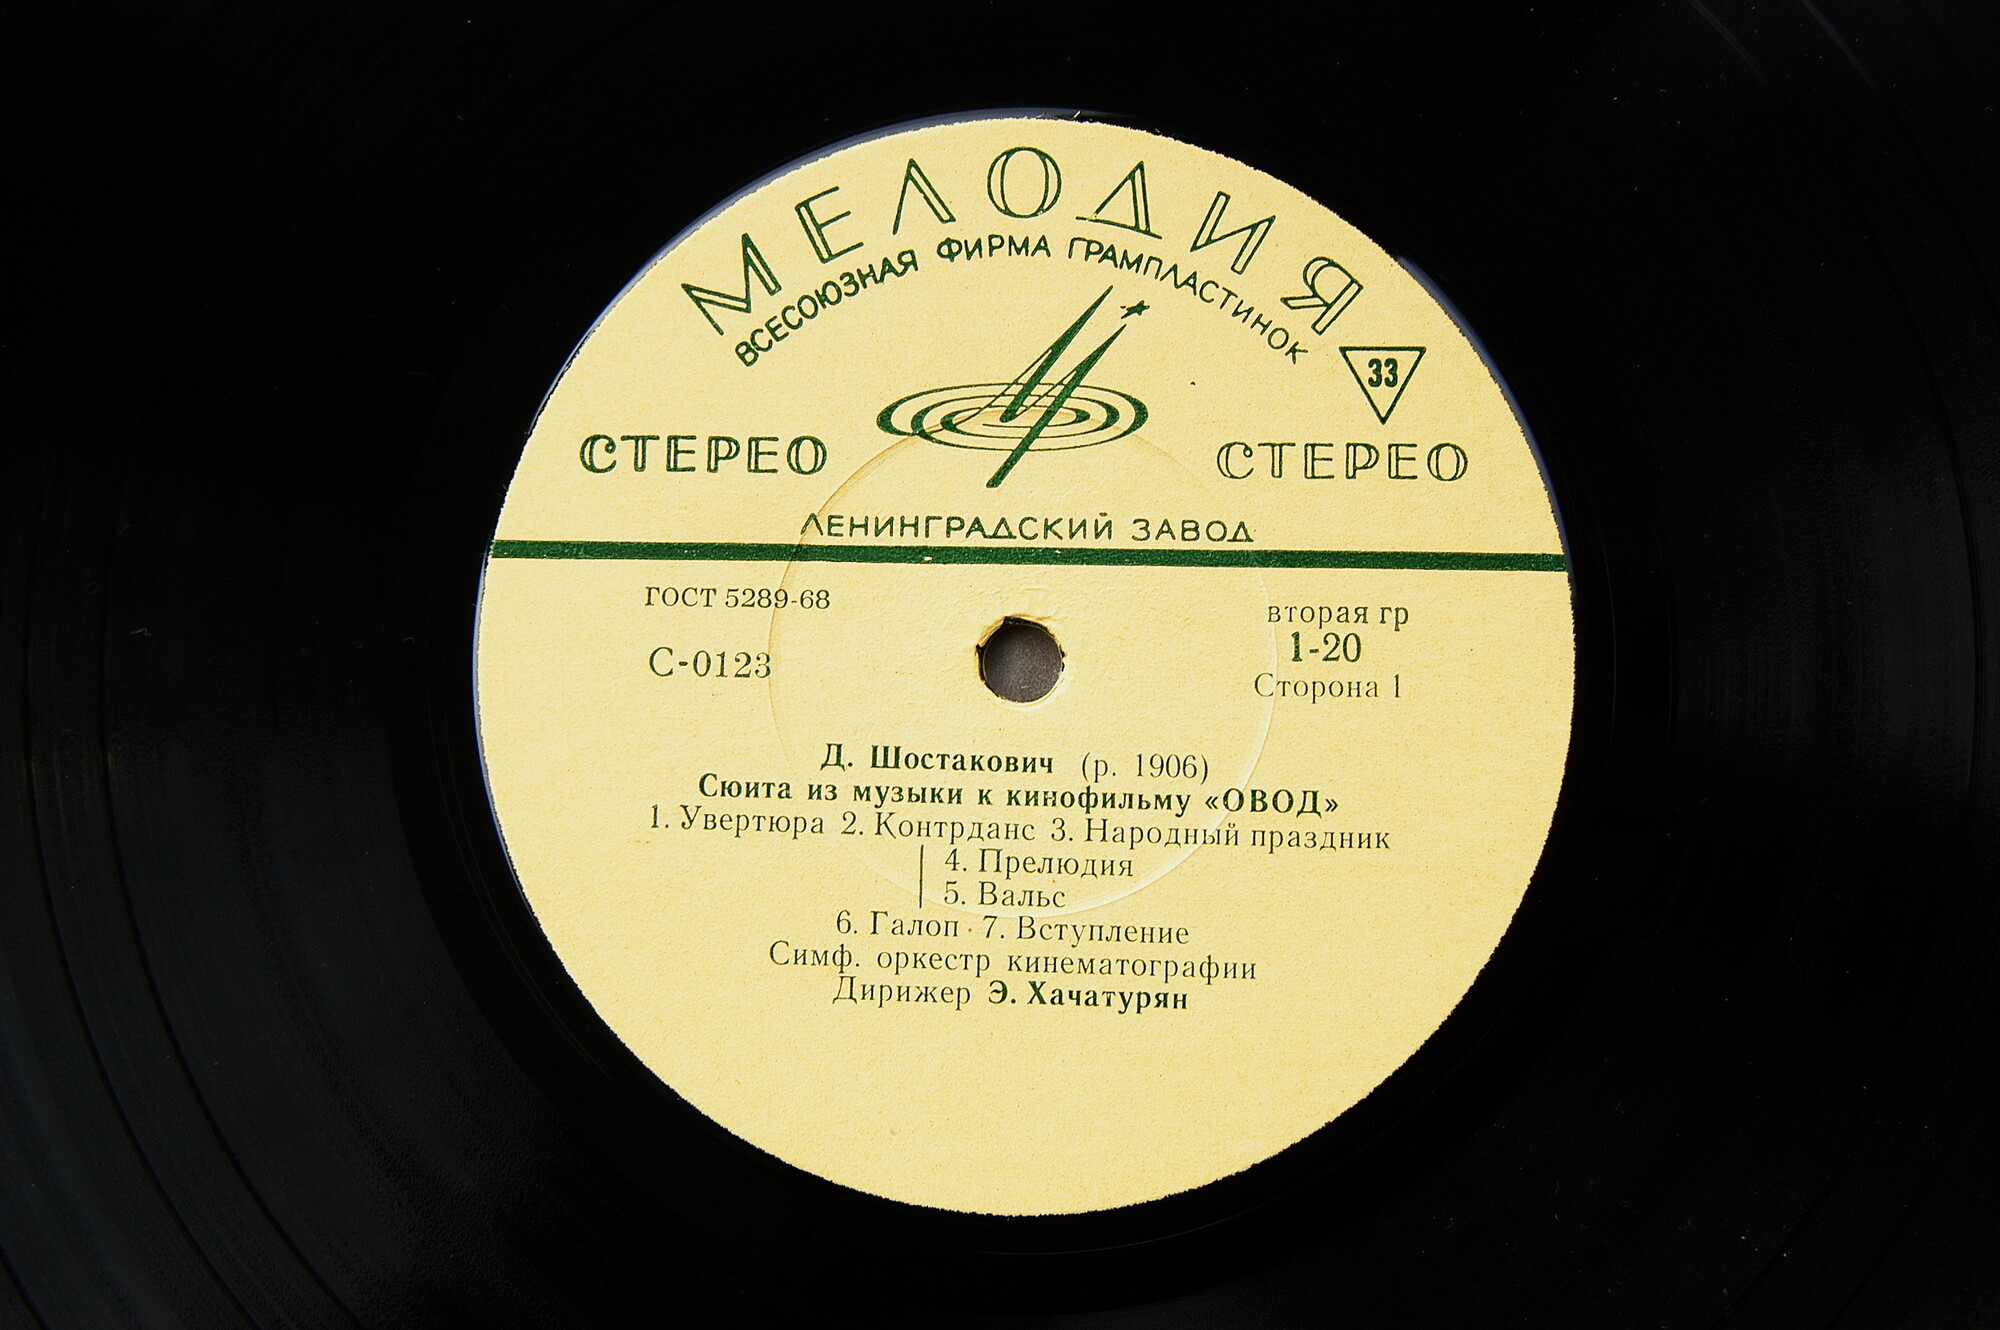 МЕЛОДИЯ
ВСЕСОЮЗНАЯ ФИРМА ГРАМПЛАСТИНОК
33
СТЕРЕО СТЕРЕО
ЛЕНИНГРАДСКИЙ ЗАВОД
ГОСТ 5289-68
вторая гр
С-0123
1-20
Сторона 1
Д. Шостакович (р. 1906)
Сюита из музыки к кинофильму «ОВОД»
1. Увертюра 2. Контрданс 3. Народный праздник
4. Прелюдия
5. Вальс
6. Галоп 7. Вступление
Симф. оркестр кинематографии
Дирижер Э. Хачатурян